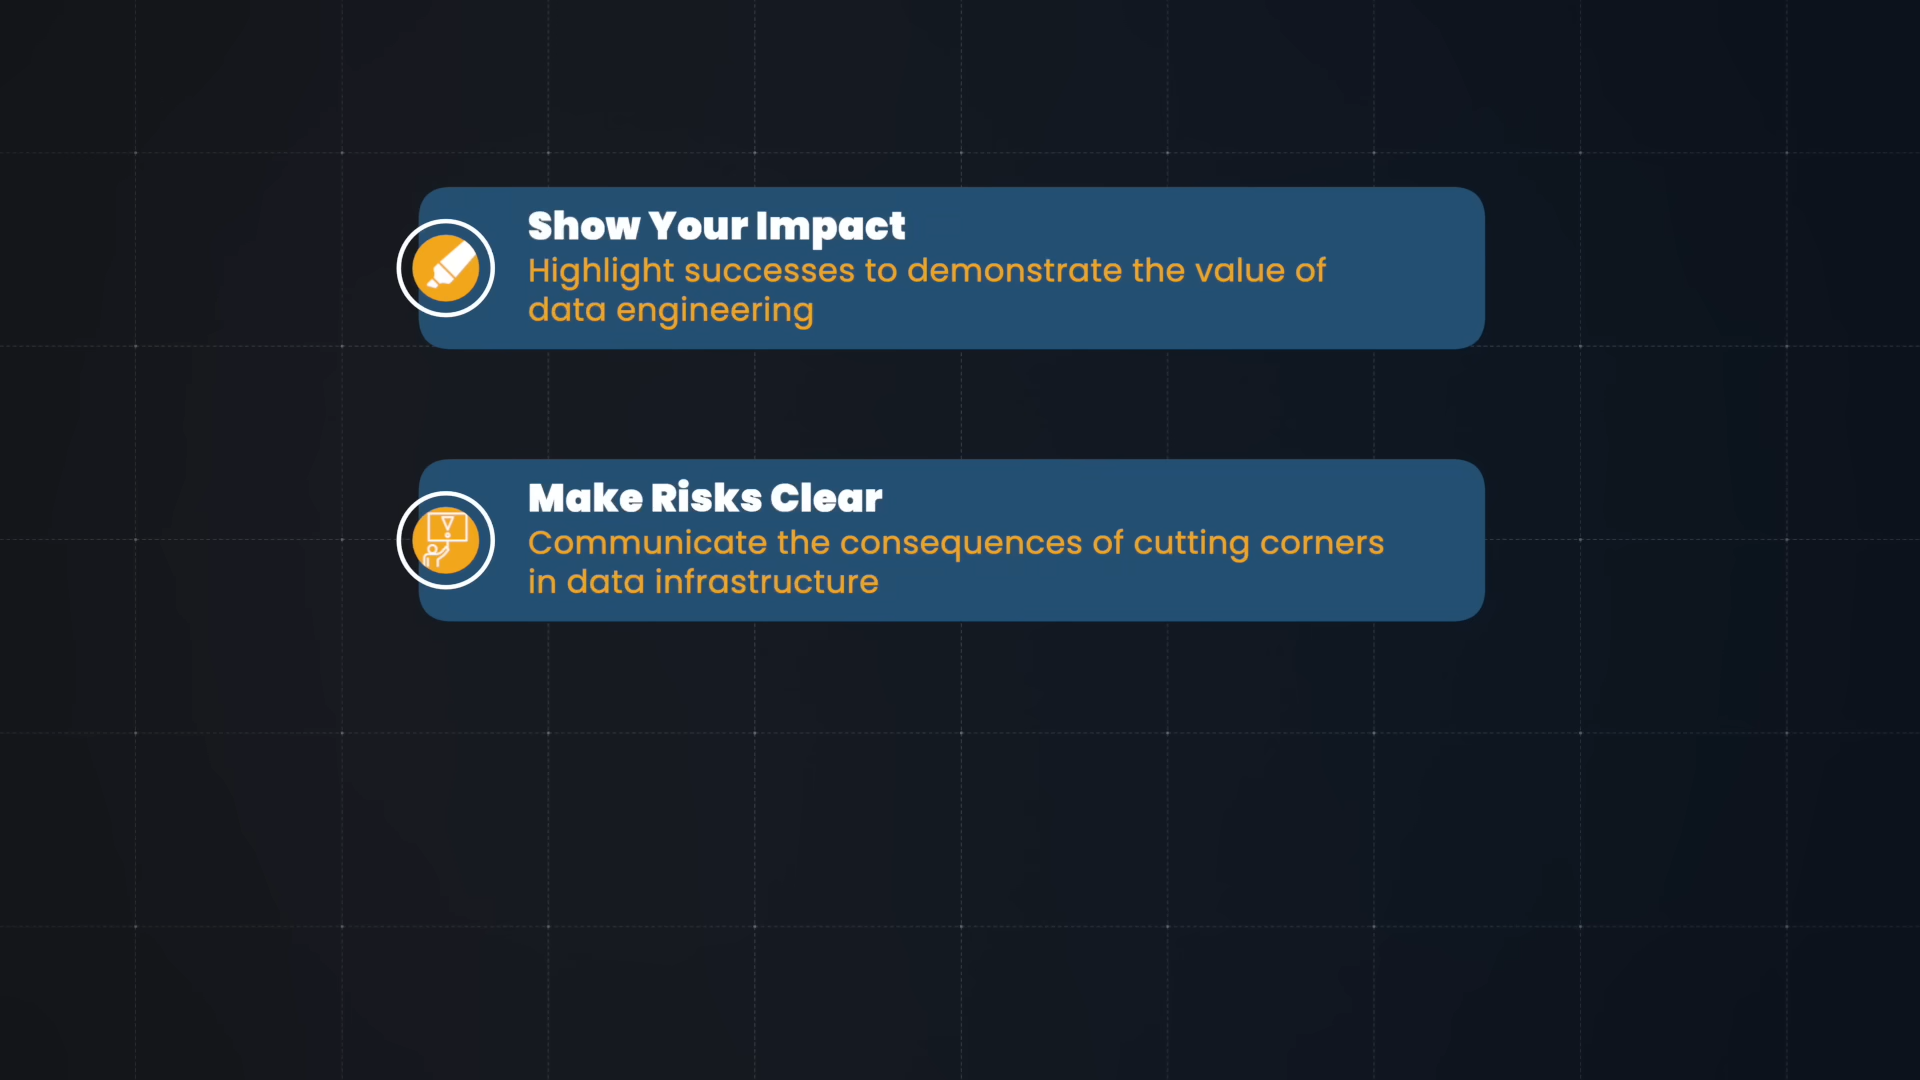 Show Your Impact
Highlight successes to demonstrate the value of
data engineering
Make Risks Clear
Communicate the consequences of cutting corners
in data infrastructure